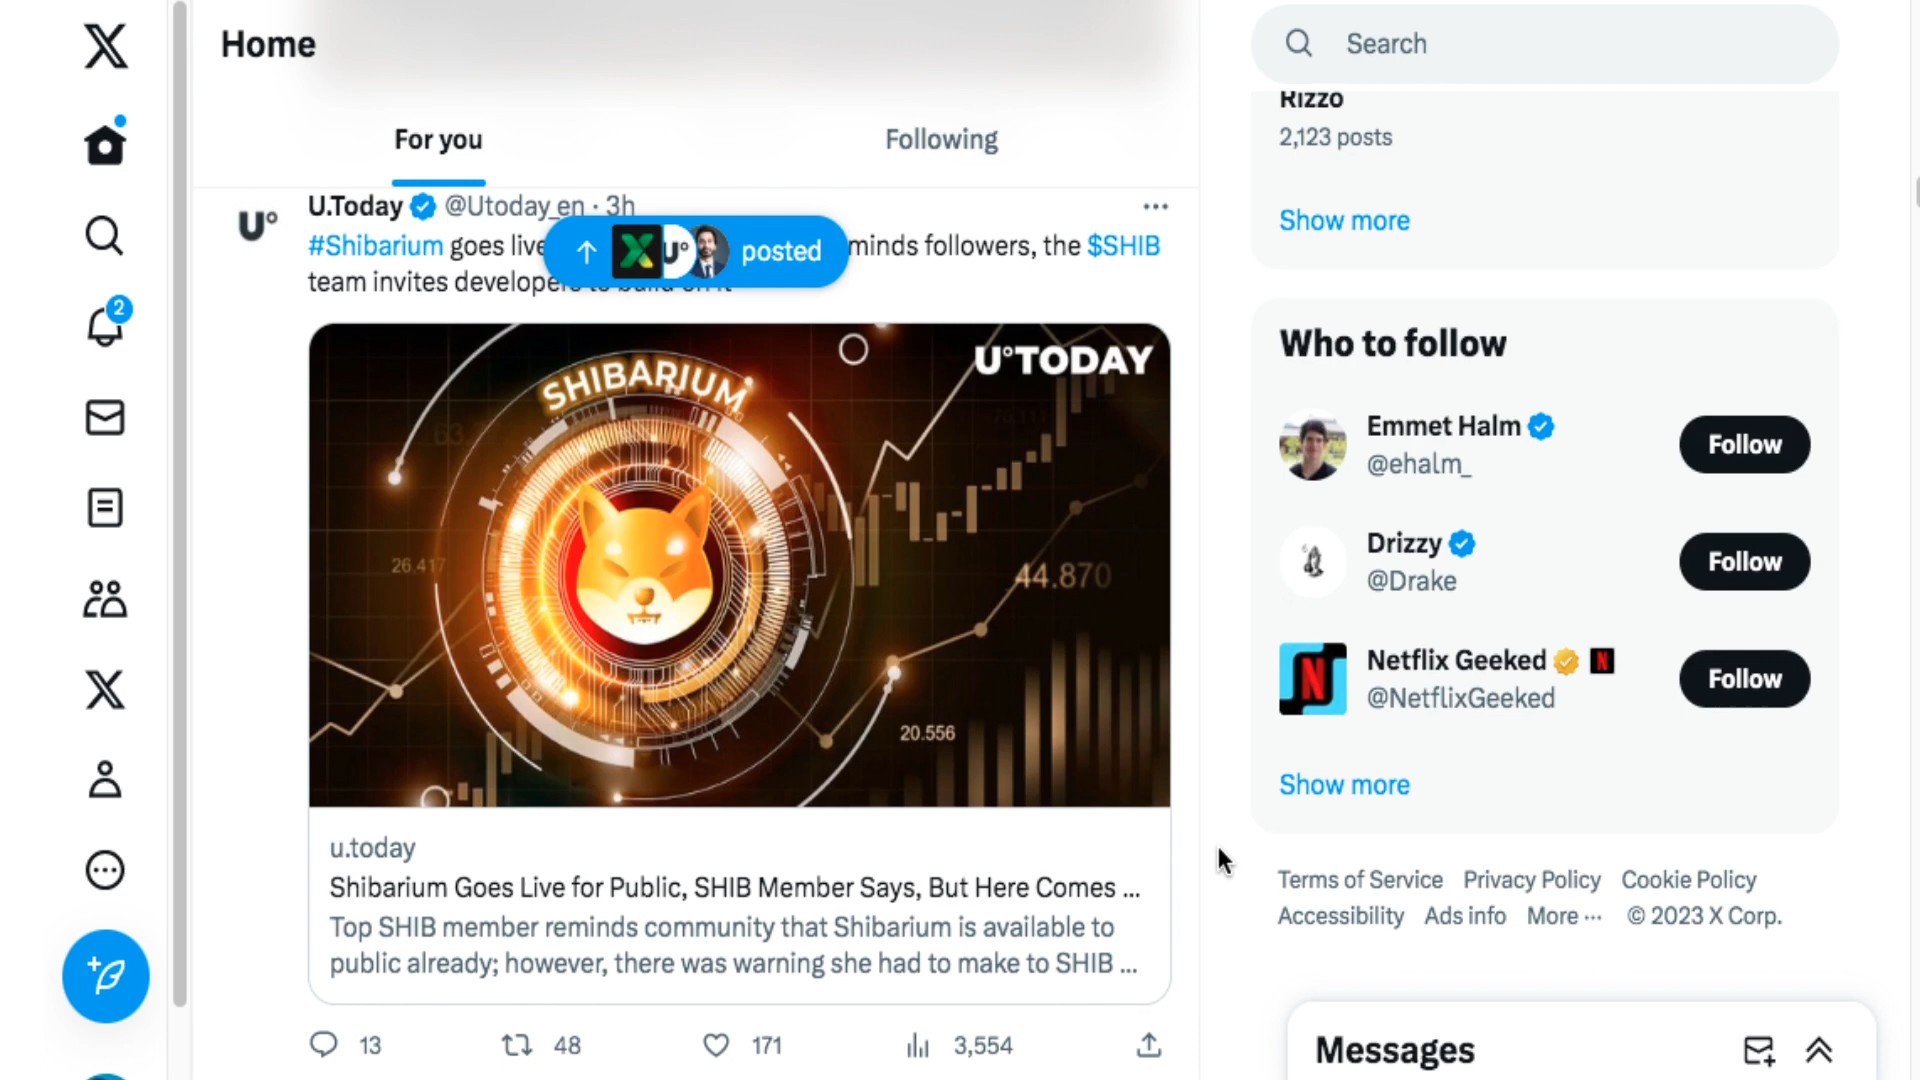 Home
For you
Following
U.Today @Utoday_en · 3h
#Shibarium goes live
↑ U° posted
minds followers, the $SHIB
team invites developers to build on it
U°
SHIBARIUM
U°TODAY
26.417
44.870
20.556
u.today
Shibarium Goes Live for Public, SHIB Member Says, But Here Comes ...
Top SHIB member reminds community that Shibarium is available to
public already; however, there was warning she had to make to SHIB ...
13 48 171 3,554
2
Search
Rizzo
2,123 posts
Show more
Who to follow
Emmet Halm
@ehalm_
Follow
Drizzy
@Drake
Follow
Netflix Geeked N
@NetflixGeeked
N
Follow
Show more
Terms of Service Privacy Policy Cookie Policy
Accessibility Ads info More ··· © 2023 X Corp.
Messages